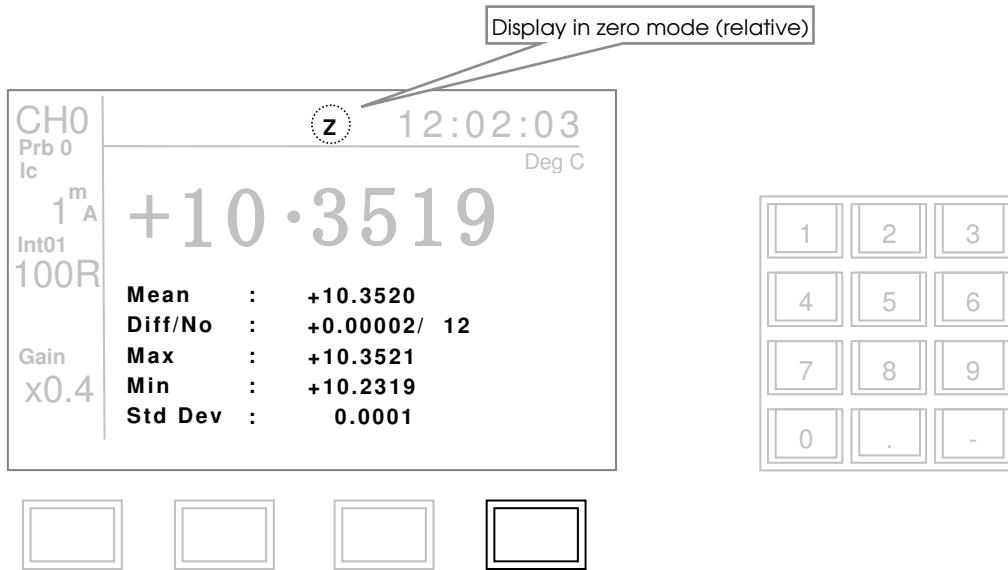 Display in zero mode (relative)
CH0
Prb 0
Z
12:02:03
Deg C
Ic
1 m A
+10.3519
Int01
100R
Mean : +10.3520
Diff/No : +0.00002/ 12
Max : +10.3521
Min : +10.2319
Std Dev : 0.0001
Gain
x0.4
1 2 3
4 5 6
7 8 9
0 . -